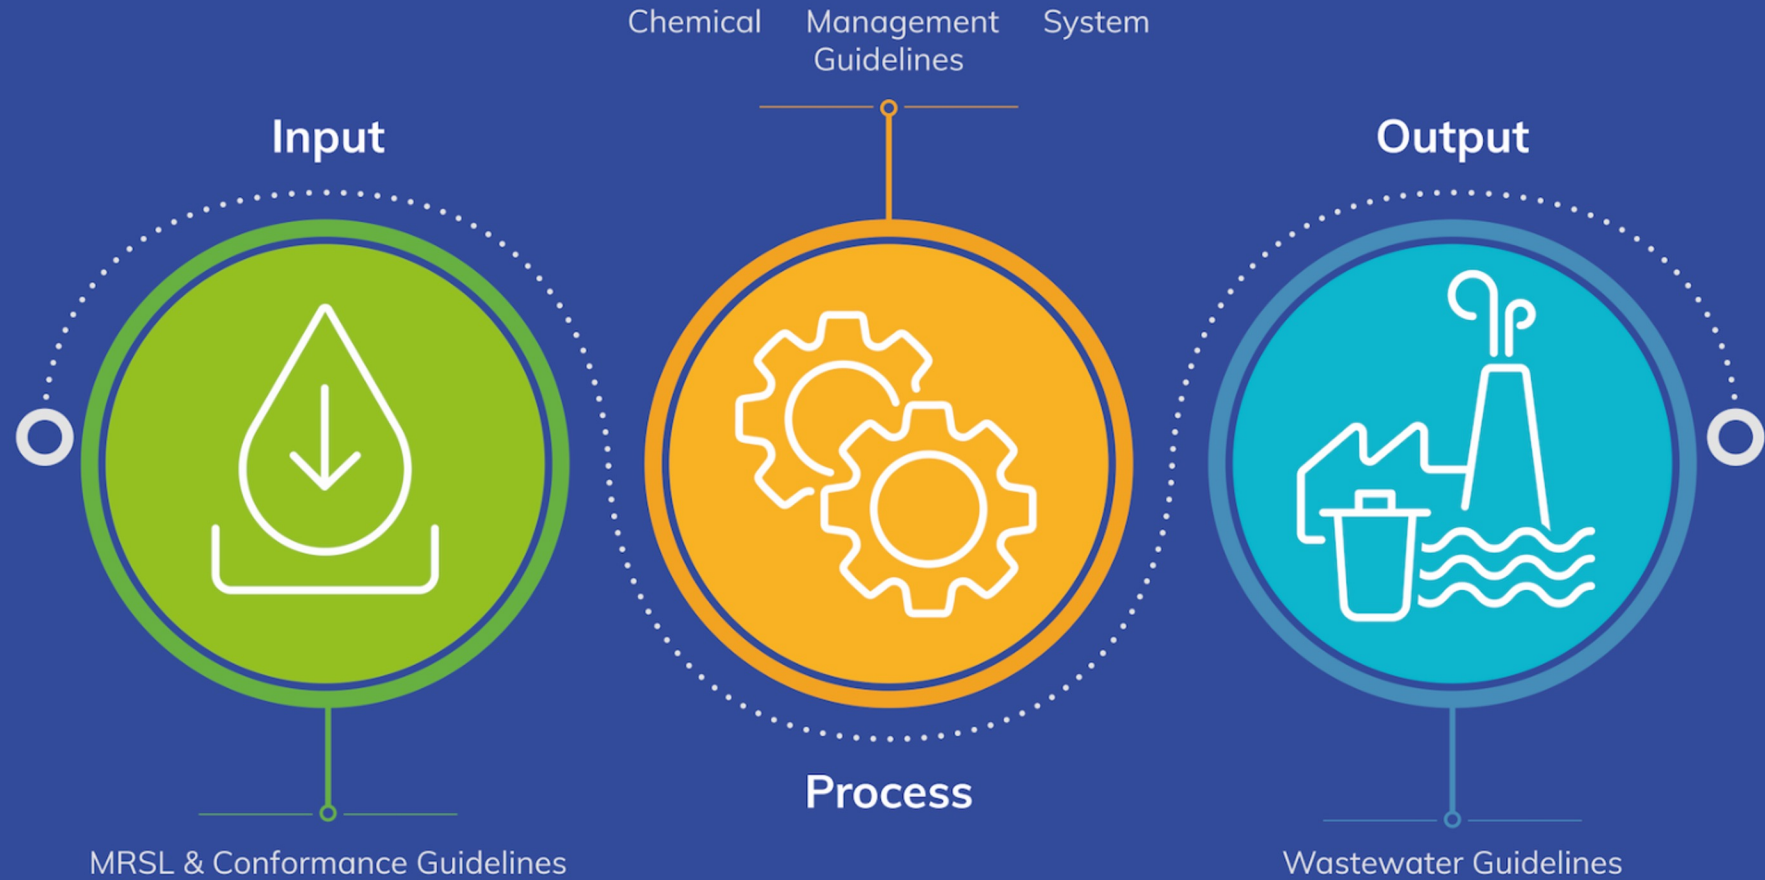 Chemical Management System
Guidelines
Input
Output
Process
MRSL & Conformance Guidelines
Wastewater Guidelines